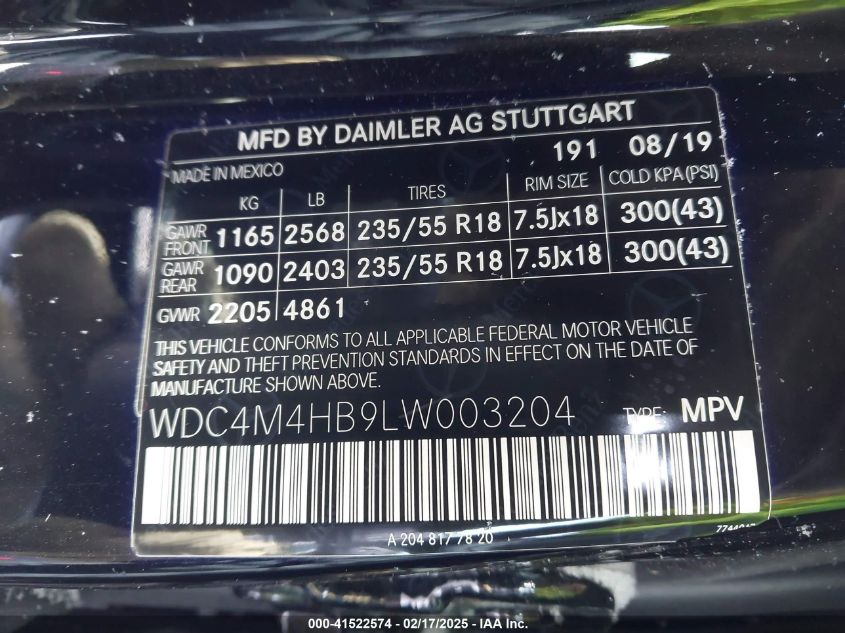 MFD BY DAIMLER AG STUTTGART
MADE IN MEXICO 191 08/19
KG LB TIRES RIM SIZE COLD KPA (PSI)
GAWR FRONT 1165 2568 235/55 R18 7.5Jx18 300(43)
GAWR REAR 1090 2403 235/55 R18 7.5Jx18 300(43)
GVWR 2205 4861
THIS VEHICLE CONFORMS TO ALL APPLICABLE FEDERAL MOTOR VEHICLE
SAFETY AND THEFT PREVENTION STANDARDS IN EFFECT ON THE DATE OF
MANUFACTURE SHOWN ABOVE.
WDC4M4HB9LW003204 TYPE: MPV
A 204 817 78 20
000-41522574 - 02/17/2025 - IAA Inc.